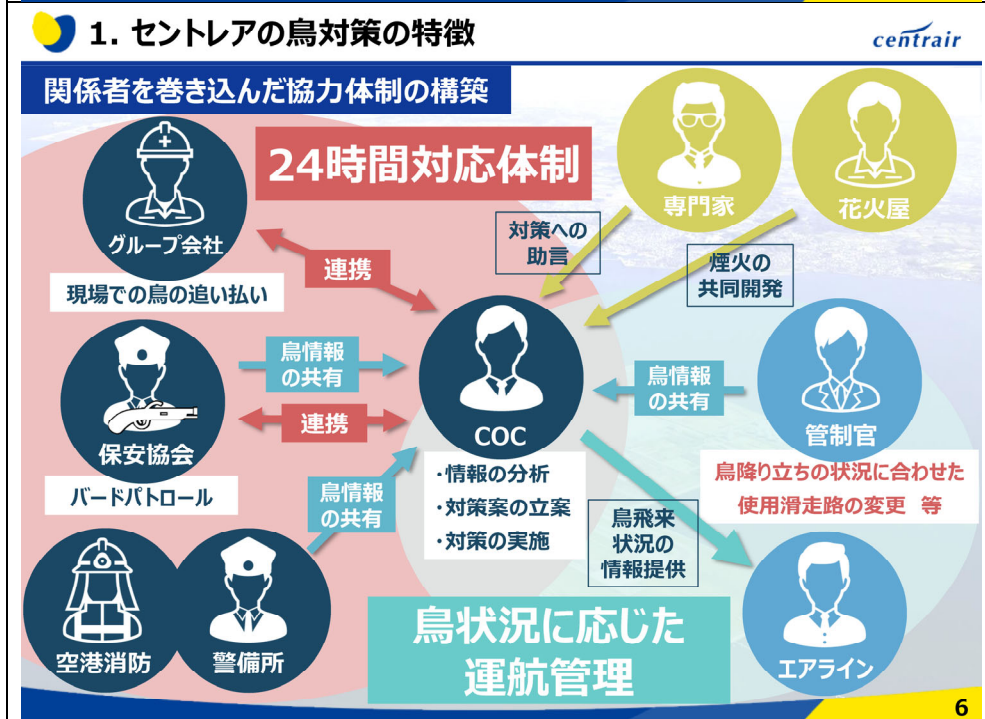 1. セントレアの鳥対策の特徴
centrair
関係者を巻き込んだ協力体制の構築
24時間対応体制
専門家
花火屋
グループ会社
現場での鳥の追い払い
連携
対策への
助言
煙火の
共同開発
保安協会
バードパトロール
鳥情報
の共有
連携
COC
・情報の分析
・対策案の立案
・対策の実施
鳥情報
の共有
管制官
鳥降り立ちの状況に合わせた
使用滑走路の変更 等
鳥情報
の共有
鳥飛来
状況の
情報提供
空港消防
警備所
鳥状況に応じた
運航管理
エアライン
6